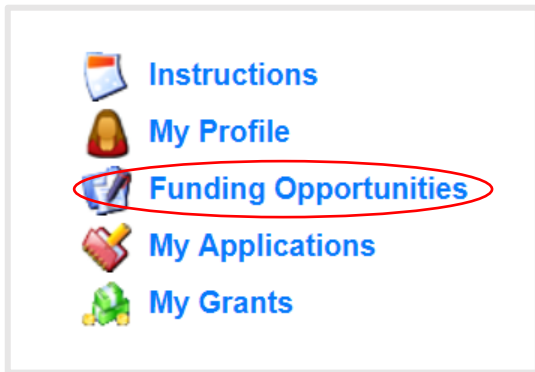 Instructions
My Profile
Funding Opportunities
My Applications
My Grants